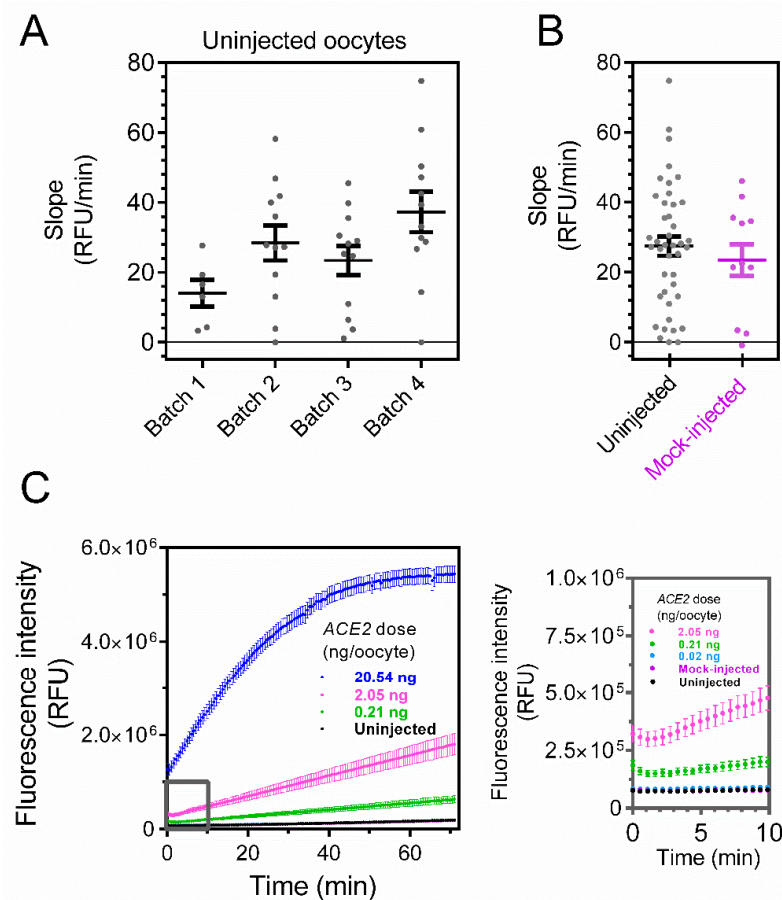 A
Uninjected oocytes
Slope
(RFU/min)
80
60
40
20
0
Batch 1
Batch 2
Batch 3
Batch 4
B
Slope
(RFU/min)
80
60
40
20
0
Uninjected
Mock-injected
C
Fluorescence intensity
(RFU)
6.0×10⁶
4.0×10⁶
2.0×10⁶
0
0
20
40
60
Time (min)
ACE2 dose
(ng/oocyte)
20.54 ng
2.05 ng
0.21 ng
Uninjected
Fluorescence intensity
(RFU)
1.0×10⁶
7.5×10⁵
5.0×10⁵
2.5×10⁵
0
0
5
10
Time (min)
ACE2 dose
(ng/oocyte)
2.05 ng
0.21 ng
0.02 ng
Mock-injected
Uninjected